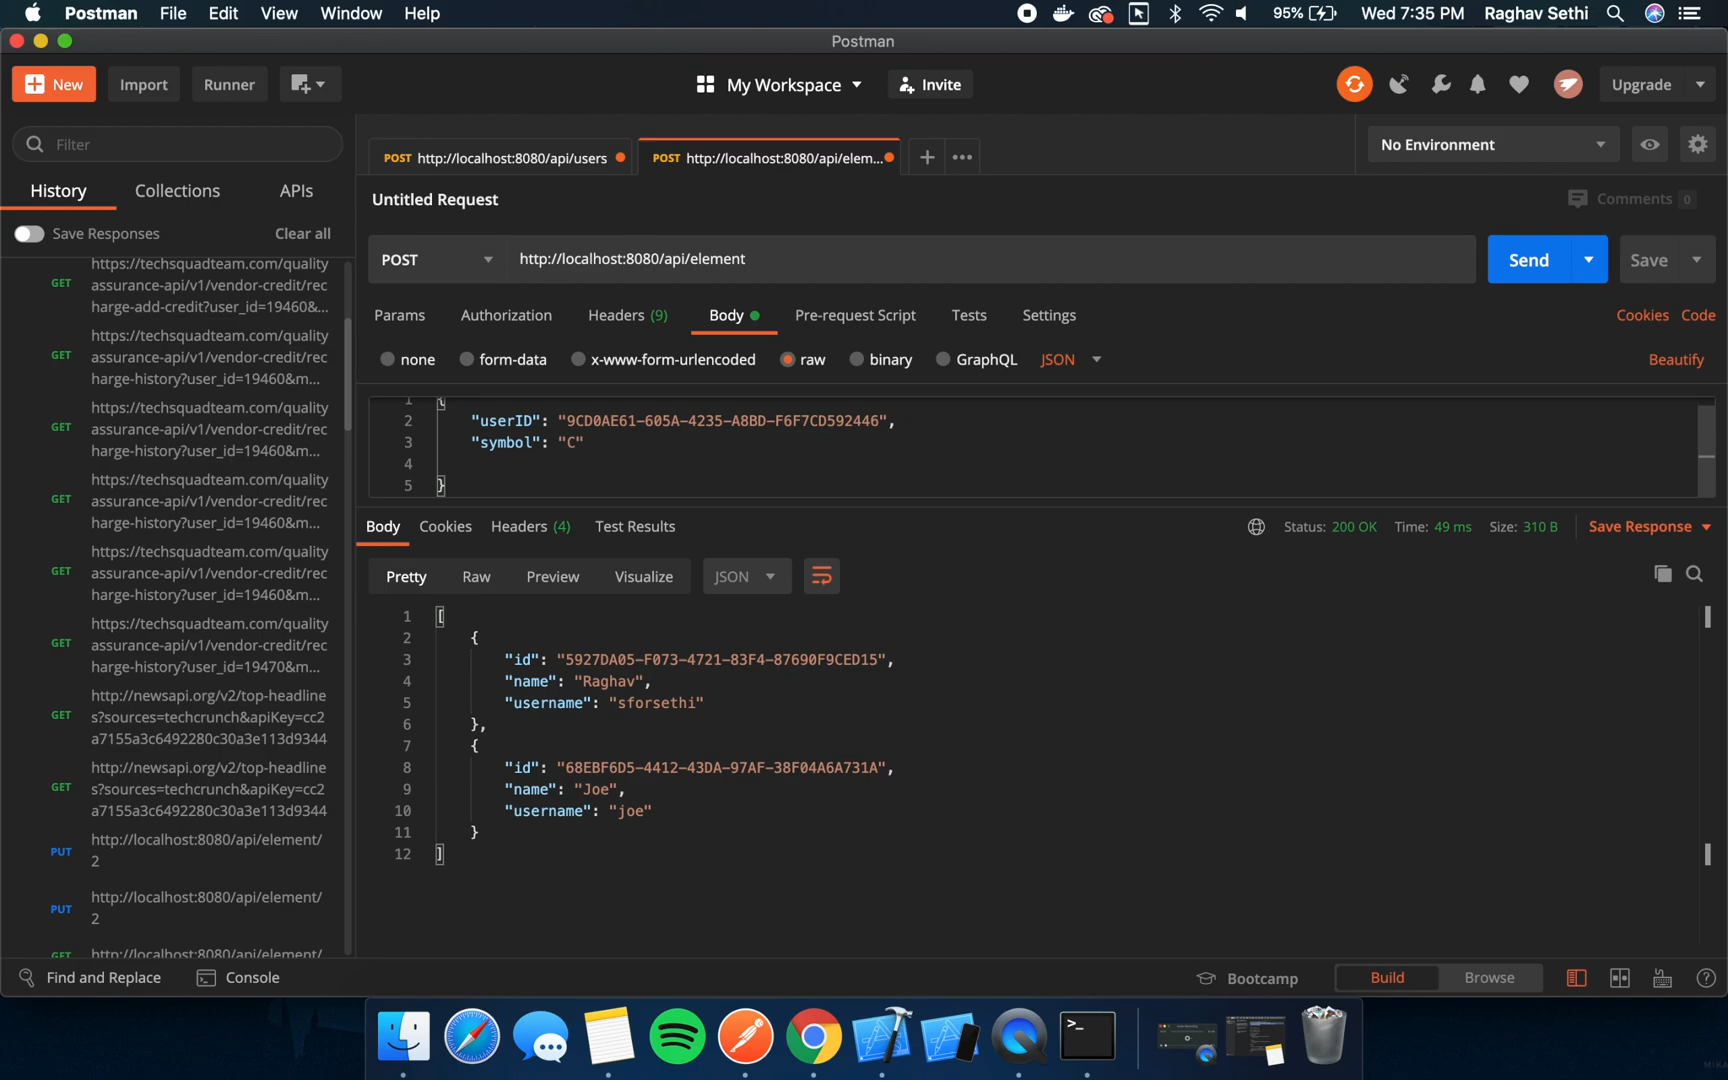 Postman File Edit View Window Help 95% Wed 7:35 PM Raghav Sethi
Postman
New Import Runner My Workspace Invite Upgrade
Filter
POST http://localhost:8080/api/users POST http://localhost:8080/api/elem... No Environment
History Collections APIs
Untitled Request Comments 0
Save Responses Clear all
POST http://localhost:8080/api/element Send Save
https://techsquadteam.com/quality
GET assurance-api/v1/vendor-credit/rec
harge-add-credit?user_id=19460&...
https://techsquadteam.com/quality
GET assurance-api/v1/vendor-credit/rec
harge-history?user_id=19460&m...
https://techsquadteam.com/quality
GET assurance-api/v1/vendor-credit/rec
harge-history?user_id=19460&m...
https://techsquadteam.com/quality
GET assurance-api/v1/vendor-credit/rec
harge-history?user_id=19460&m...
https://techsquadteam.com/quality
GET assurance-api/v1/vendor-credit/rec
harge-history?user_id=19460&m...
https://techsquadteam.com/quality
GET assurance-api/v1/vendor-credit/rec
harge-history?user_id=19470&m...
http://newsapi.org/v2/top-headline
GET s?sources=techcrunch&apiKey=cc2
a7155a3c6492280c30a3e113d9344
http://newsapi.org/v2/top-headline
GET s?sources=techcrunch&apiKey=cc2
a7155a3c6492280c30a3e113d9344
http://localhost:8080/api/element/
PUT 2
http://localhost:8080/api/element/
PUT 2
GET http://localhost:8080/api/element/
Params Authorization Headers (9) Body Pre-request Script Tests Settings Cookies Code
none form-data x-www-form-urlencoded raw binary GraphQL JSON Beautify
1 {
2 "userID": "9CD0AE61-605A-4235-A8BD-F6F7CD592446",
3 "symbol": "C"
4
5 }
Body Cookies Headers (4) Test Results Status: 200 OK Time: 49 ms Size: 310 B Save Response
Pretty Raw Preview Visualize JSON
1 [
2 {
3 "id": "5927DA05-F073-4721-83F4-87690F9CED15",
4 "name": "Raghav",
5 "username": "sforsethi"
6 },
7 {
8 "id": "68EBF6D5-4412-43DA-97AF-38F04A6A731A",
9 "name": "Joe",
10 "username": "joe"
11 }
12 ]
Find and Replace Console Bootcamp Build Browse